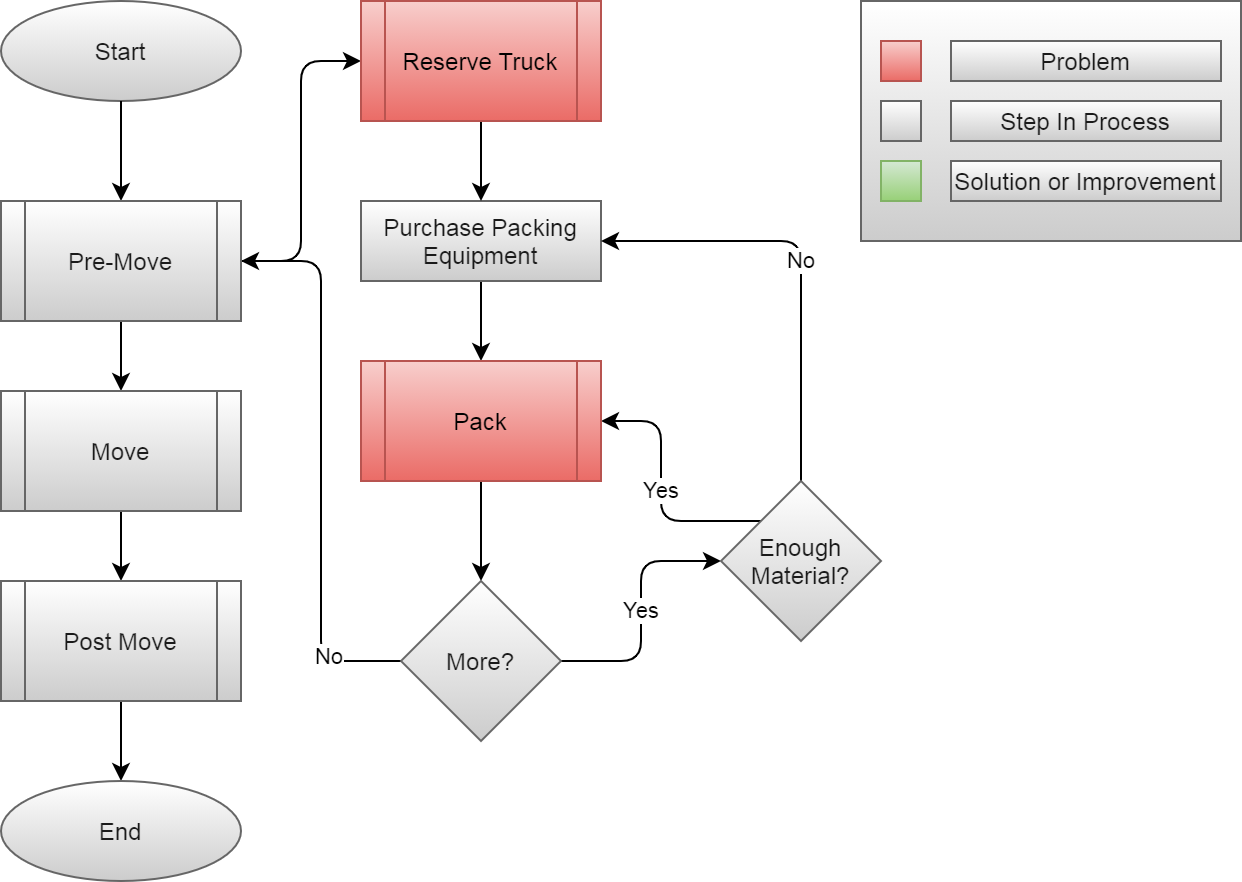 Start
Reserve Truck
Problem
Step In Process
Solution or Improvement
Pre-Move
Purchase Packing
Equipment
No
Move
Pack
Yes
Enough
Material?
Post Move
Yes
No
More?
End